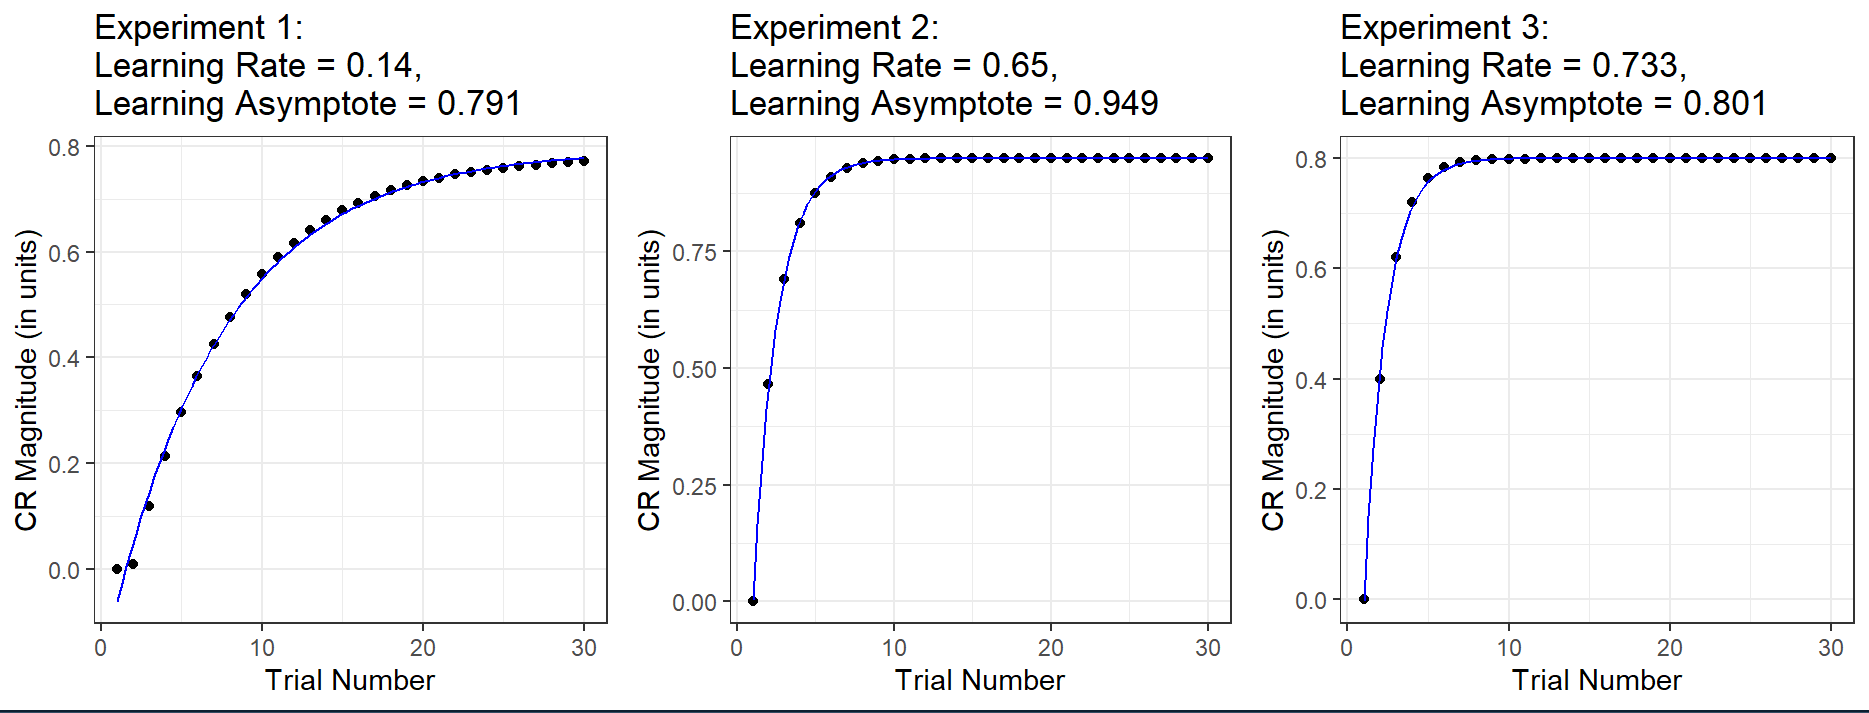 Experiment 1:
Learning Rate = 0.14,
Learning Asymptote = 0.791
CR Magnitude (in units)
0.8
0.6
0.4
0.2
0.0
0 10 20 30
Trial Number
Experiment 2:
Learning Rate = 0.65,
Learning Asymptote = 0.949
CR Magnitude (in units)
0.75
0.50
0.25
0.00
0 10 20 30
Trial Number
Experiment 3:
Learning Rate = 0.733,
Learning Asymptote = 0.801
CR Magnitude (in units)
0.8
0.6
0.4
0.2
0.0
0 10 20 30
Trial Number